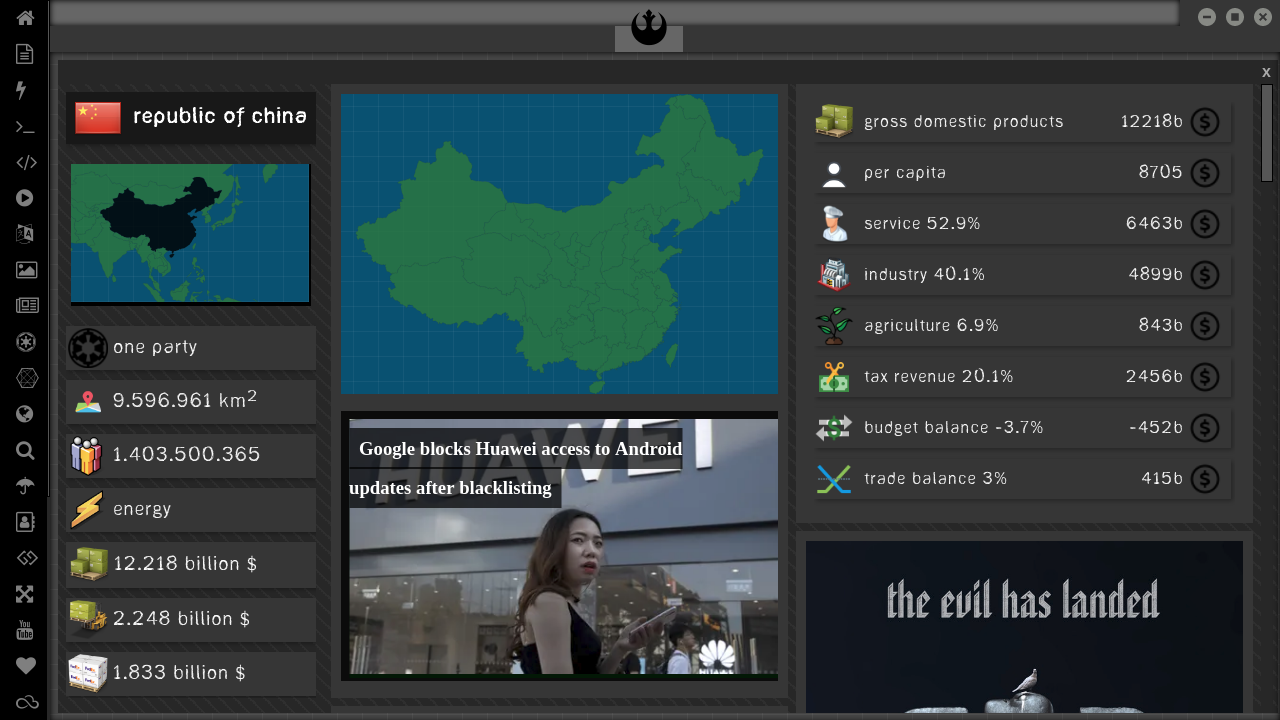 x
republic of china
one party
9.596.961 km2
1.403.500.365
energy
12.218 billion $
2.248 billion $
1.833 billion $
Google blocks Huawei access to Android
updates after blacklisting
HUAWEI
gross domestic products 12218b $
per capita 8705 $
service 52.9% 6463b $
industry 40.1% 4899b $
agriculture 6.9% 843b $
tax revenue 20.1% 2456b $
budget balance -3.7% -452b $
trade balance 3% 415b $
the evil has landed
You
Tube